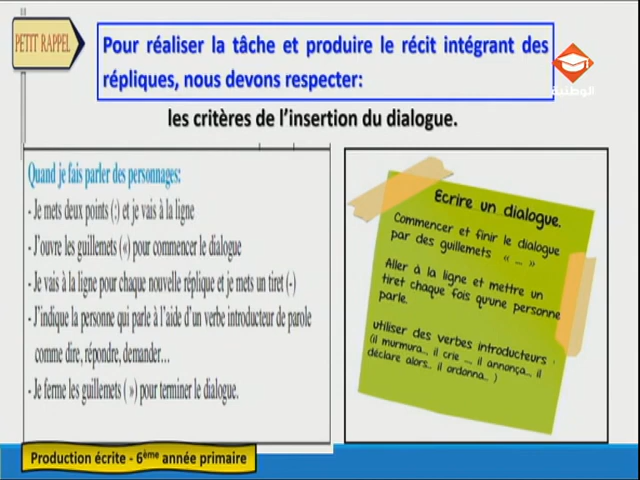 PETIT RAPPEL
Pour réaliser la tâche et produire le récit intégrant des
répliques, nous devons respecter:
الوطنية
les critères de l'insertion du dialogue.
Quand je fais parler des personnages:
- Je mets deux points (:) et je vais à la ligne
- J'ouvre les guillemets («) pour commencer le dialogue
- Je vais à la ligne pour chaque nouvelle réplique et je mets un tiret (-)
- J'indique la personne qui parle à l'aide d'un verbe introducteur de parole
comme dire, répondre, demander...
- Je ferme les guillemets ( ») pour terminer le dialogue.
Ecrire un dialogue.
Commencer et finir le dialogue
par des guillemets « ... »
Aller à la ligne et mettre un
tiret chaque fois qu'une personne
parle.
utiliser des verbes introducteurs .
(il murmura... il crie .... il annonça... il
déclare alors... il ordonna... )
Production écrite - 6ème année primaire